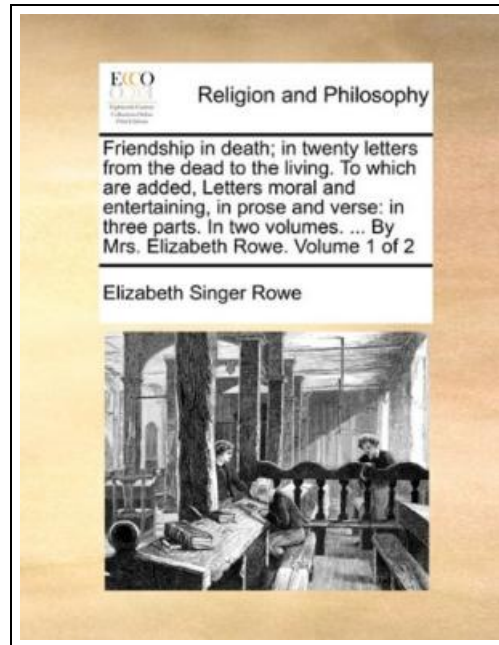 ECCO
Religion and Philosophy
Friendship in death; in twenty letters
from the dead to the living. To which
are added, Letters moral and
entertaining, in prose and verse: in
three parts. In two volumes. ... By
Mrs. Elizabeth Rowe. Volume 1 of 2
Elizabeth Singer Rowe